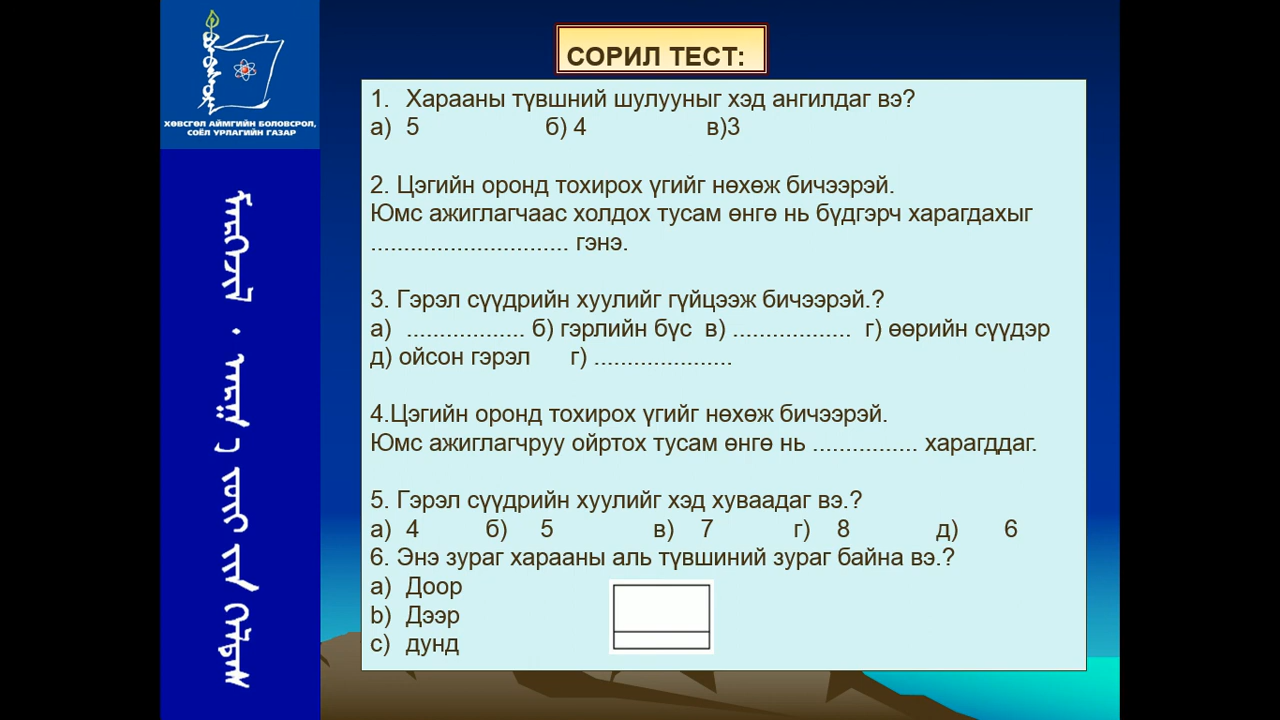 ХӨВСГӨЛ АЙМГИЙН БОЛОВСРОЛ,
СОЁЛ УРЛАГИЙН ГАЗАР
СОРИЛ ТЕСТ:
1. Харааны түвшний шулууныг хэд ангилдаг вэ?
а) 5 б) 4 в)3
2. Цэгийн оронд тохирох үгийг нөхөж бичээрэй.
Юмс ажиглагчаас холдох тусам өнгө нь бүдгэрч харагдахыг
.............................. гэнэ.
3. Гэрэл сүүдрийн хуулийг гүйцээж бичээрэй.?
а) .................. б) гэрлийн бүс в) .................. г) өөрийн сүүдэр
д) ойсон гэрэл г) .....................
4.Цэгийн оронд тохирох үгийг нөхөж бичээрэй.
Юмс ажиглагчруу ойртох тусам өнгө нь ................ харагддаг.
5. Гэрэл сүүдрийн хуулийг хэд хуваадаг вэ.?
а) 4 б) 5 в) 7 г) 8 д) 6
6. Энэ зураг харааны аль түвшиний зураг байна вэ.?
a) Доор
b) Дээр
c) дунд